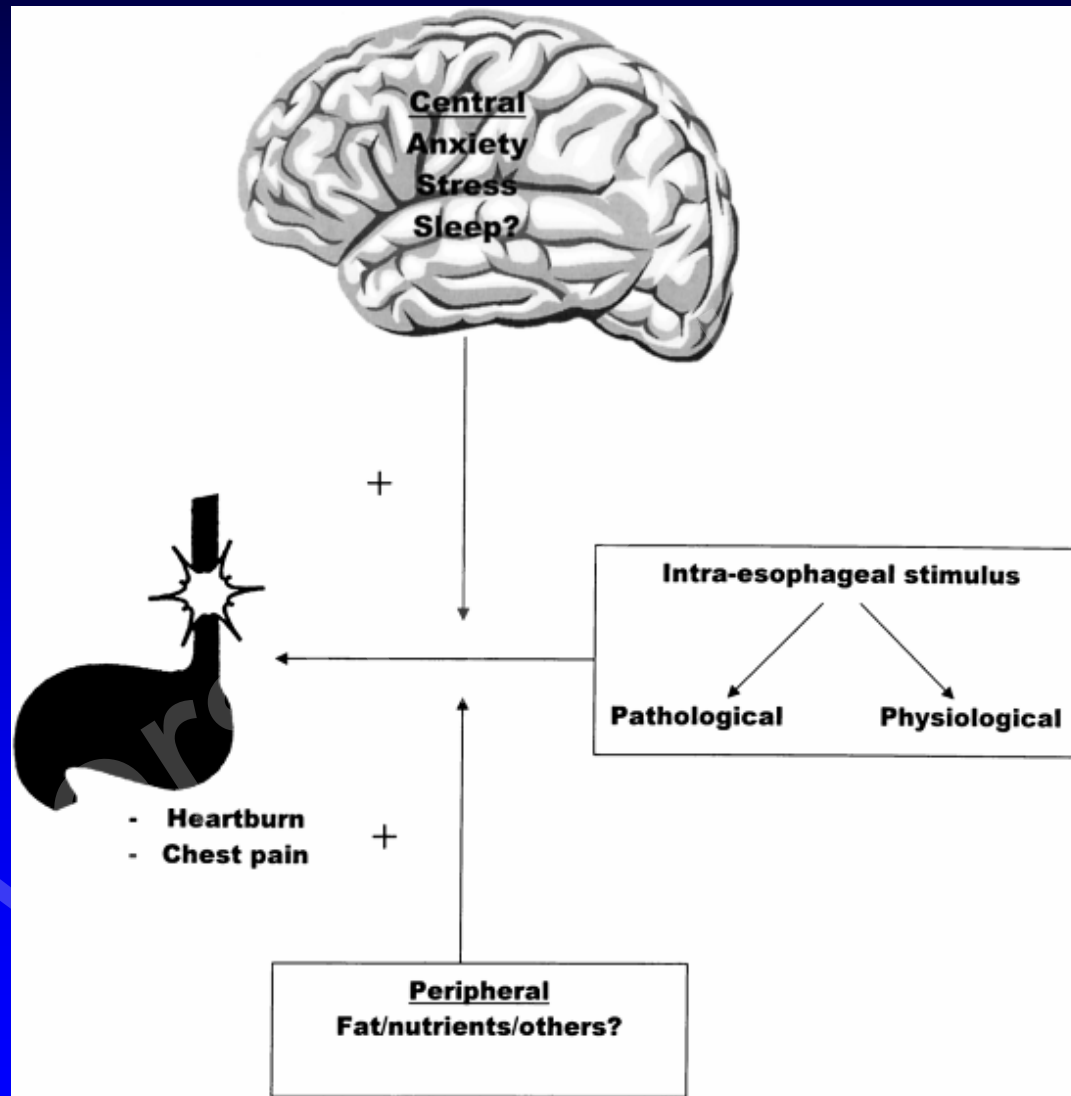 Central
Anxiety
Stress
Sleep?
+
Intra-esophageal stimulus
Pathological Physiological
- Heartburn
- Chest pain
+
Peripheral
Fat/nutrients/others?